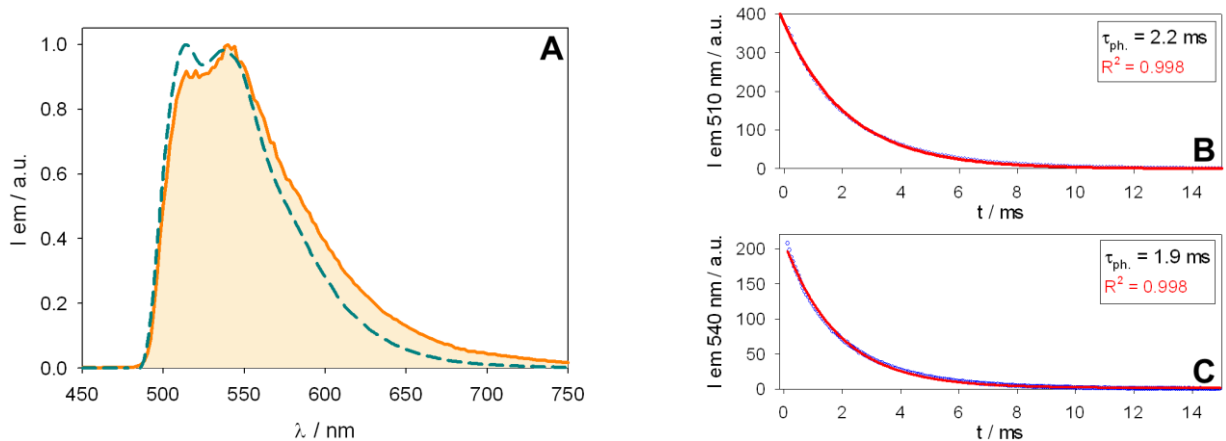 A
1.0
0.8
0.6
0.4
0.2
0.0
I em / a.u.
450 500 550 600 650 700 750
λ / nm
400
300
200
100
0
I em 510 nm / a.u.
τph. = 2.2 ms
R² = 0.998
B
0 2 4 6 8 10 12 14
t / ms
200
150
100
50
0
I em 540 nm / a.u.
τph. = 1.9 ms
R² = 0.998
C
0 2 4 6 8 10 12 14
t / ms